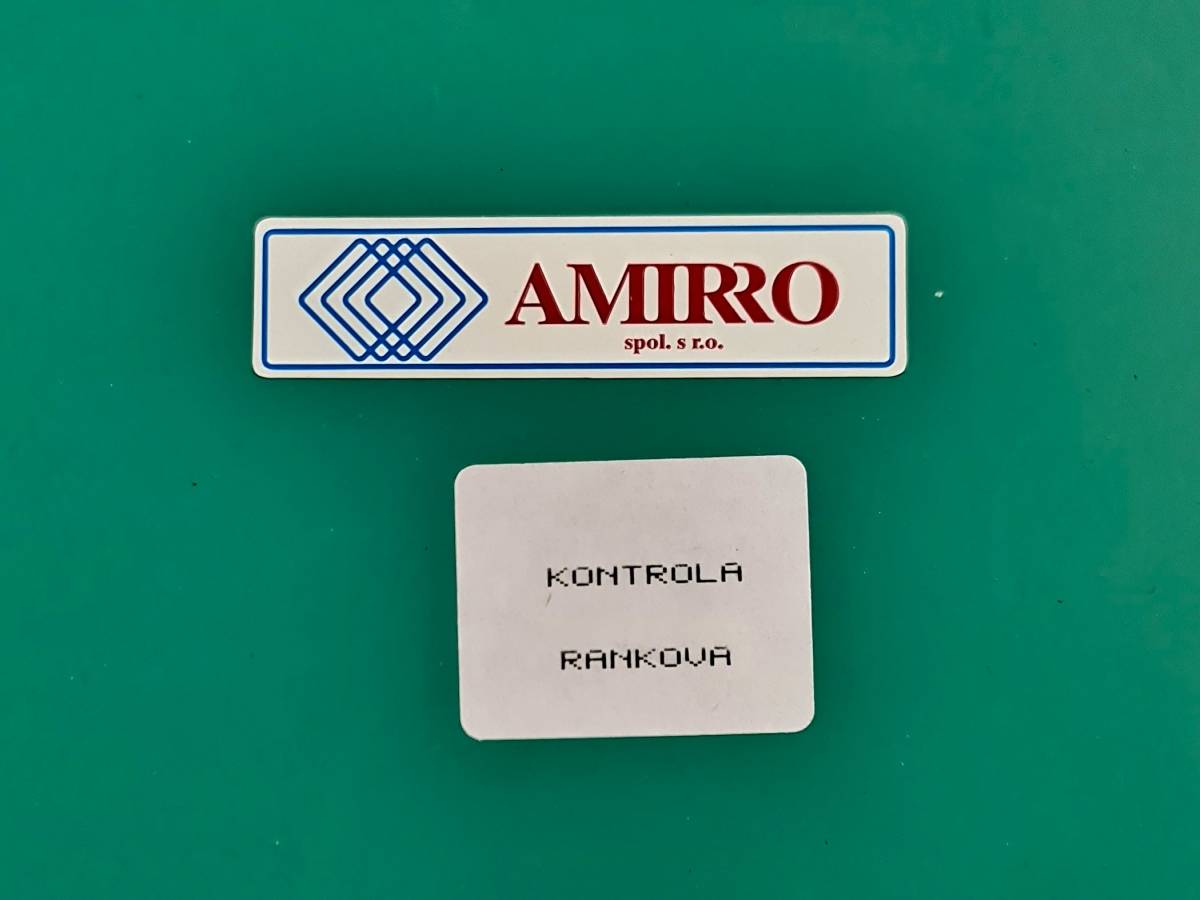 AMIRRO
spol. s r.o.
KONTROLA
RANKOVA